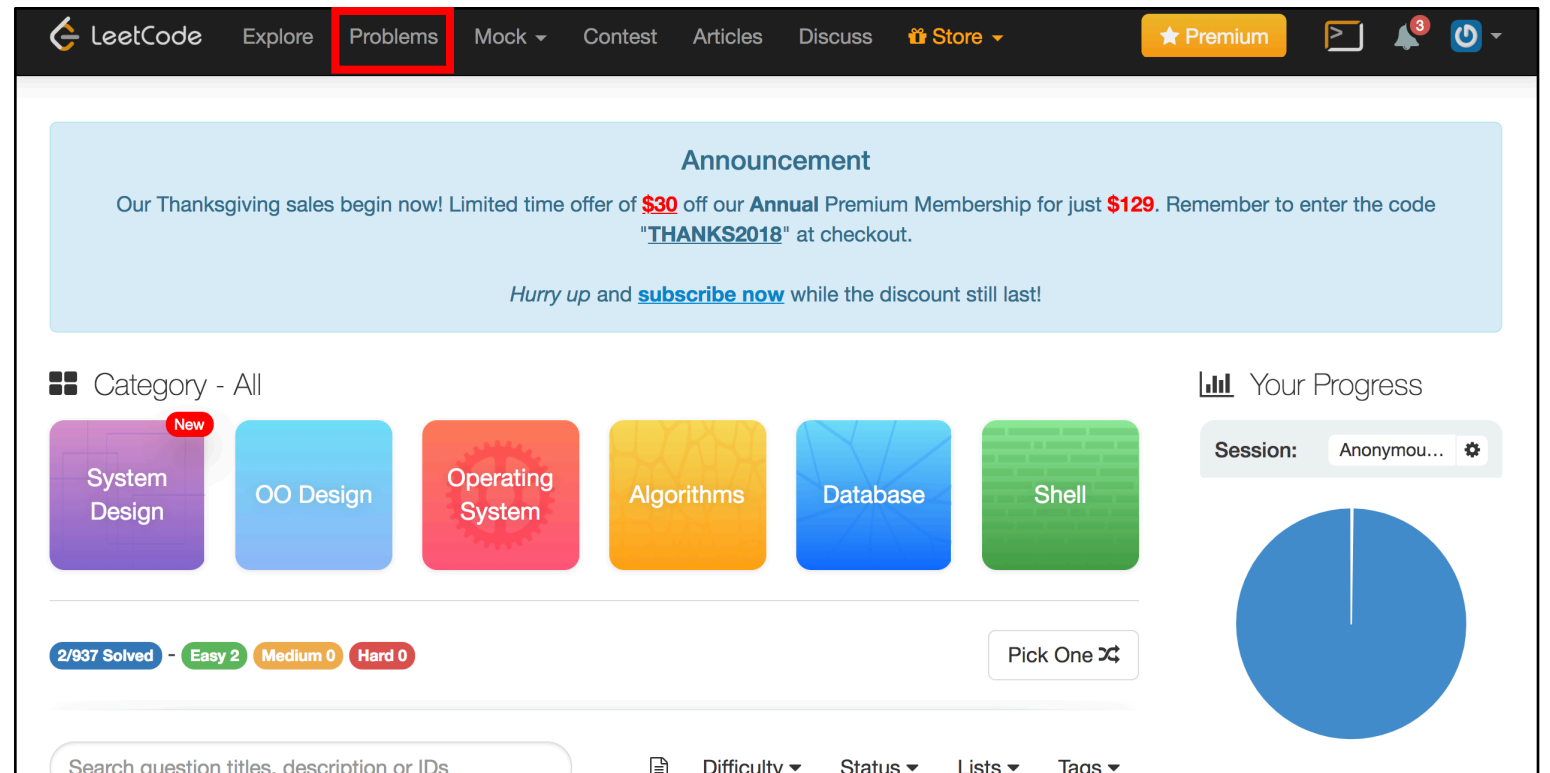 LeetCode Explore Problems Mock Contest Articles Discuss Store Premium 3
Announcement
Our Thanksgiving sales begin now! Limited time offer of $30 off our Annual Premium Membership for just $129. Remember to enter the code
"THANKS2018" at checkout.
Hurry up and subscribe now while the discount still last!
Category - All
Your Progress
New
System
Design
OO Design
Operating
System
Algorithms
Database
Shell
Session: Anonymou...
2/937 Solved - Easy 2 Medium 0 Hard 0
Pick One
Search question titles, description or IDs
Difficulty Status Lists Tags